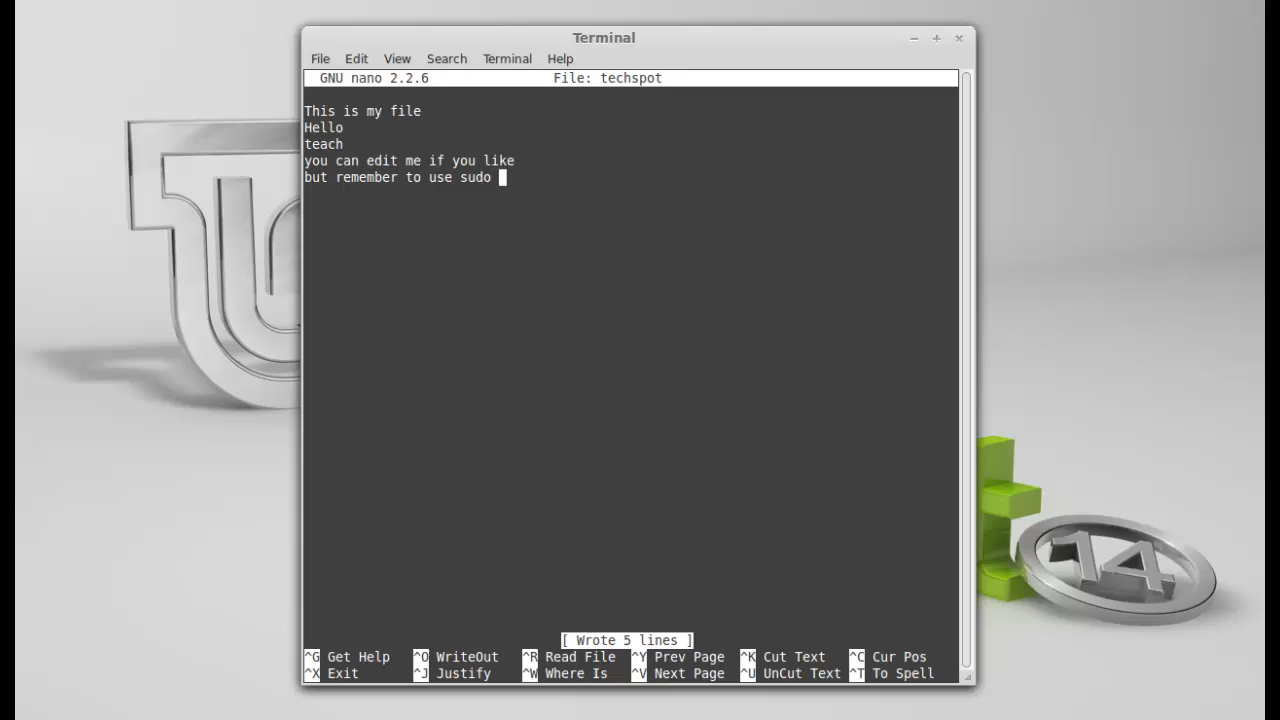 Terminal
File Edit View Search Terminal Help
GNU nano 2.2.6 File: techspot
This is my file
Hello
teach
you can edit me if you like
but remember to use sudo
[ Wrote 5 lines ]
^G Get Help ^O WriteOut ^R Read File ^Y Prev Page ^K Cut Text ^C Cur Pos
^X Exit ^J Justify ^W Where Is ^V Next Page ^U UnCut Text ^T To Spell
14